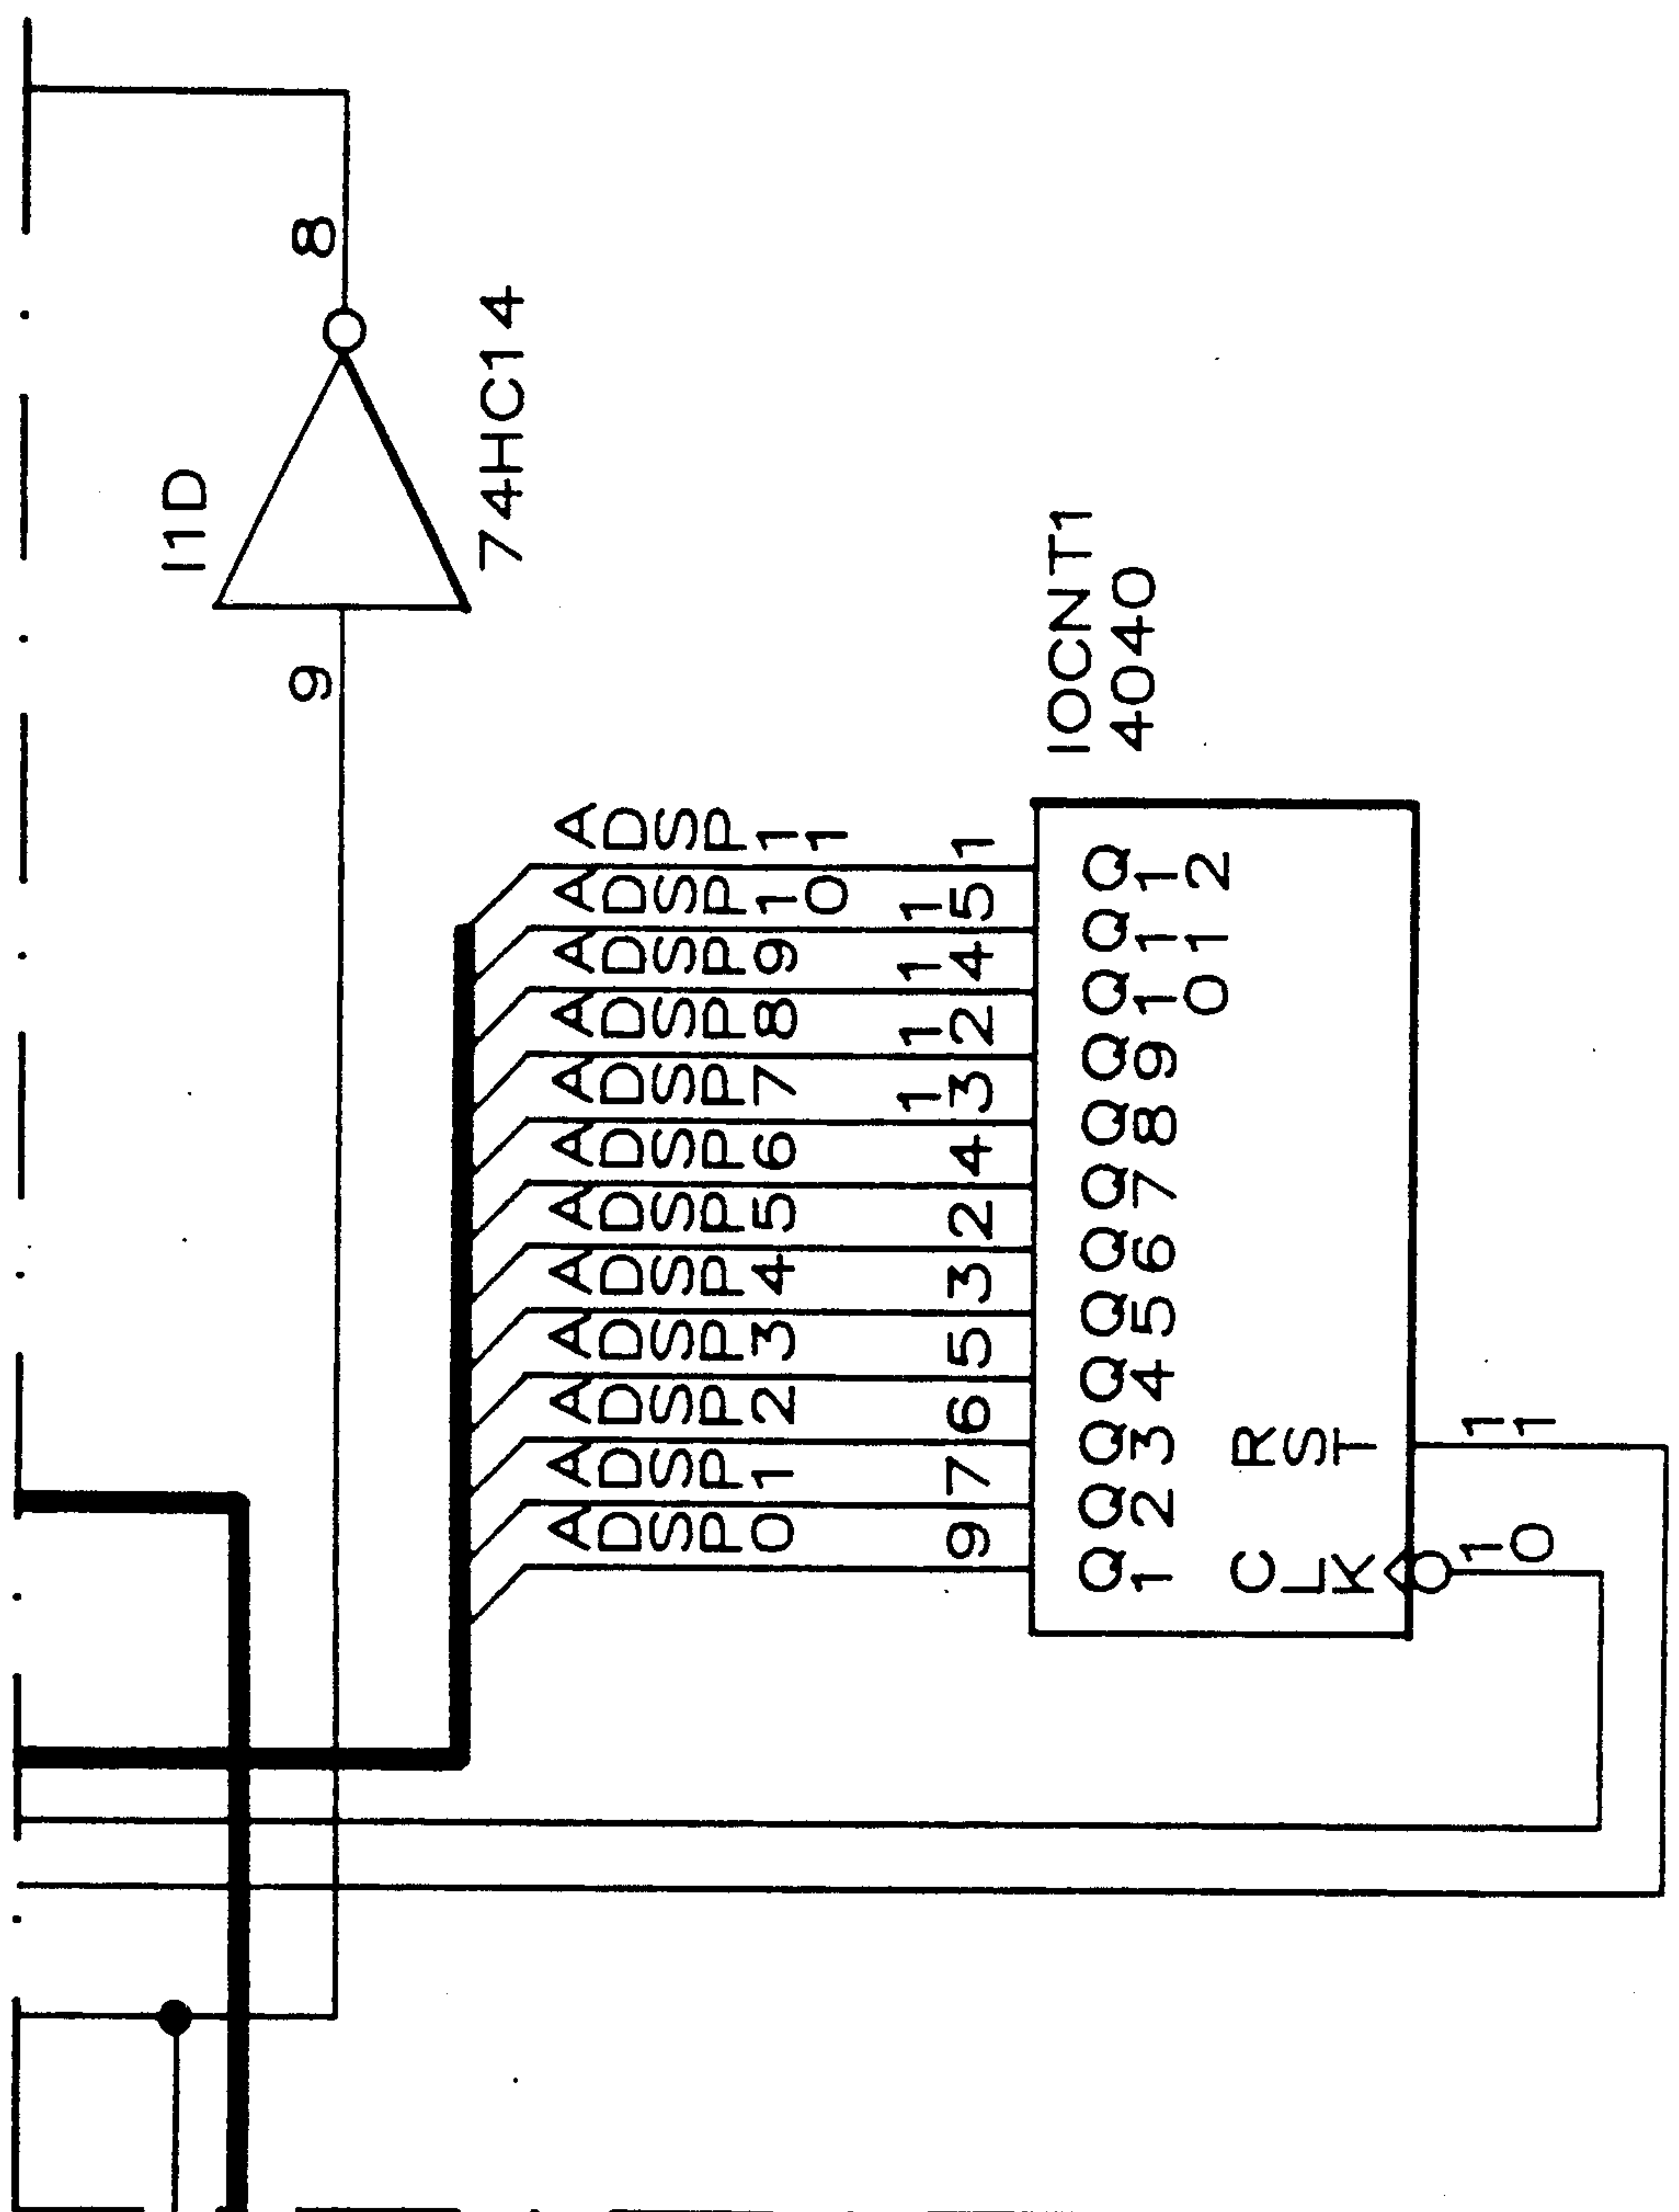 I1D
9
8
74HC14
ADSP0
ADSP1
ADSP2
ADSP3
ADSP4
ADSP5
ADSP6
ADSP7
ADSP8
ADSP9
ADSP10
ADSP11
9
7
6
5
3
2
4
13
12
14
15
1
IOCNT1
4040
Q1
Q2
Q3
Q4
Q5
Q6
Q7
Q8
Q9
Q10
Q11
Q12
CLK
RST
10
11